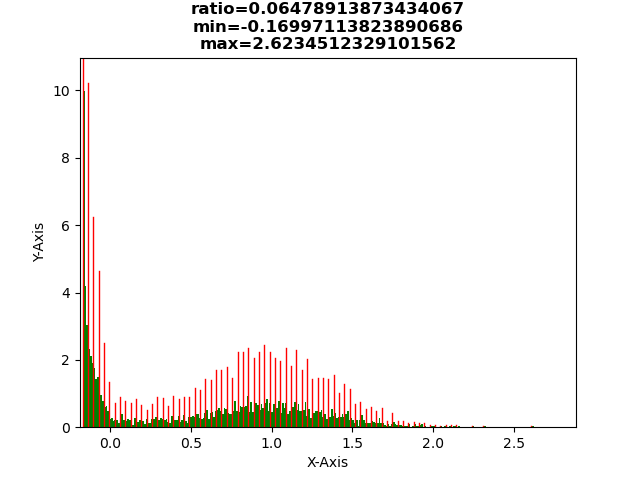 ratio=0.06478913873434067
min=-0.16997113823890686
max=2.6234512329101562
10
8
6
4
2
0
Y-Axis
0.0 0.5 1.0 1.5 2.0 2.5
X-Axis